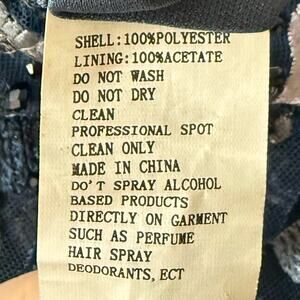 SHELL:100%POLYESTER
LINING:100%ACETATE
DO NOT WASH
DO NOT DRY
CLEAN
PROFESSIONAL SPOT
CLEAN ONLY
MADE IN CHINA
DO'T SPRAY ALCOHOL
BASED PRODUCTS
DIRECTLY ON GARMENT
SUCH AS PERFUME
HAIR SPRAY
DEODORANTS, ECT